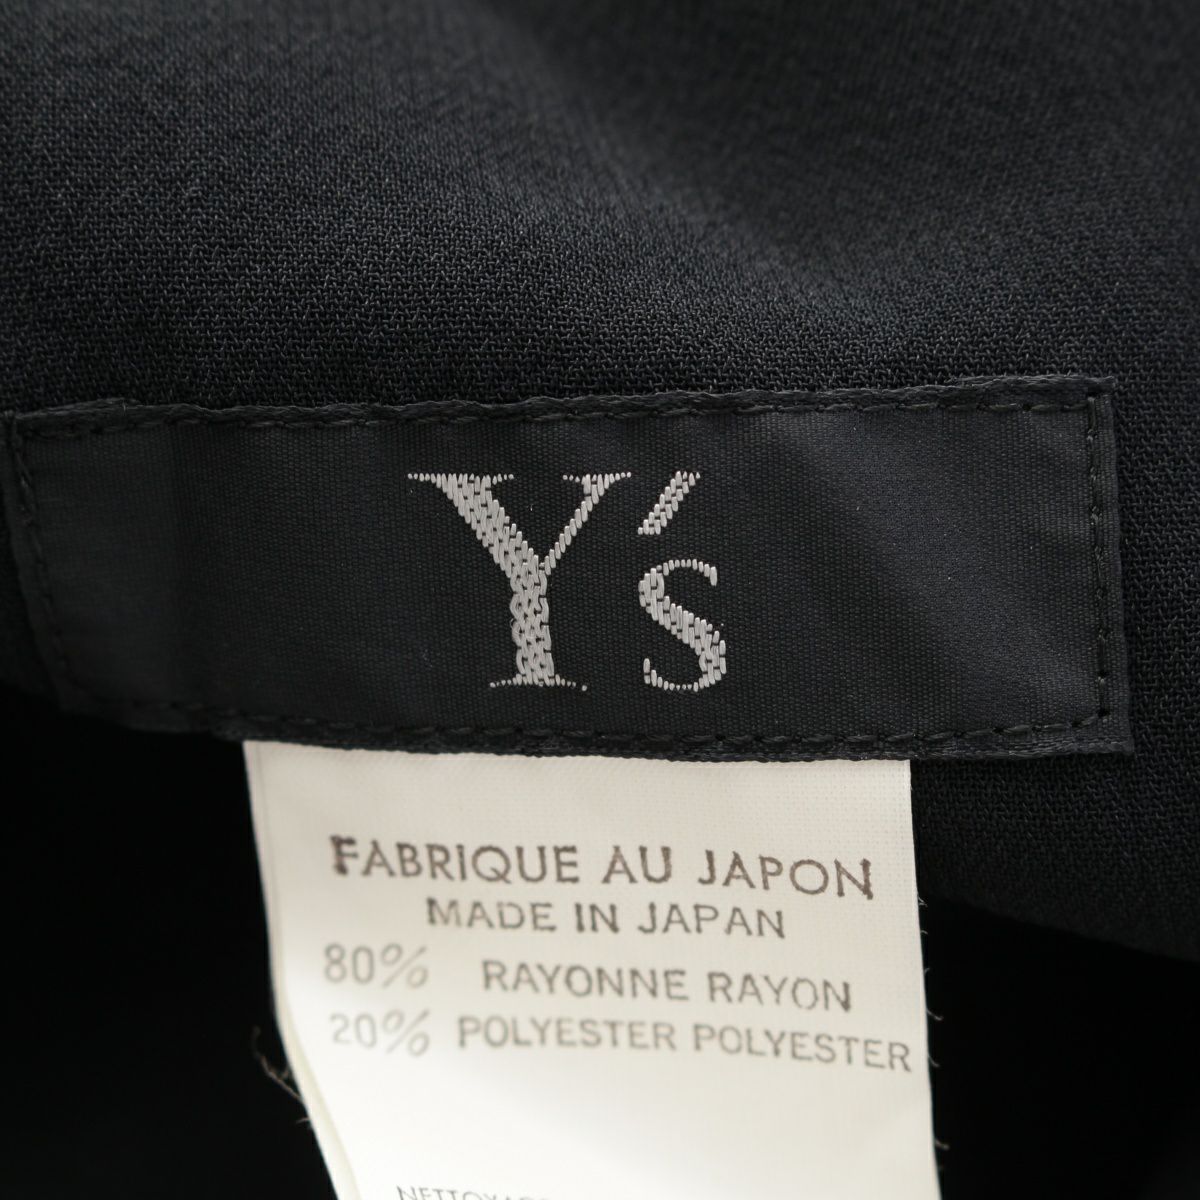 Y's
FABRIQUE AU JAPON
MADE IN JAPAN
80% RAYONNE RAYON
20% POLYESTER POLYESTER